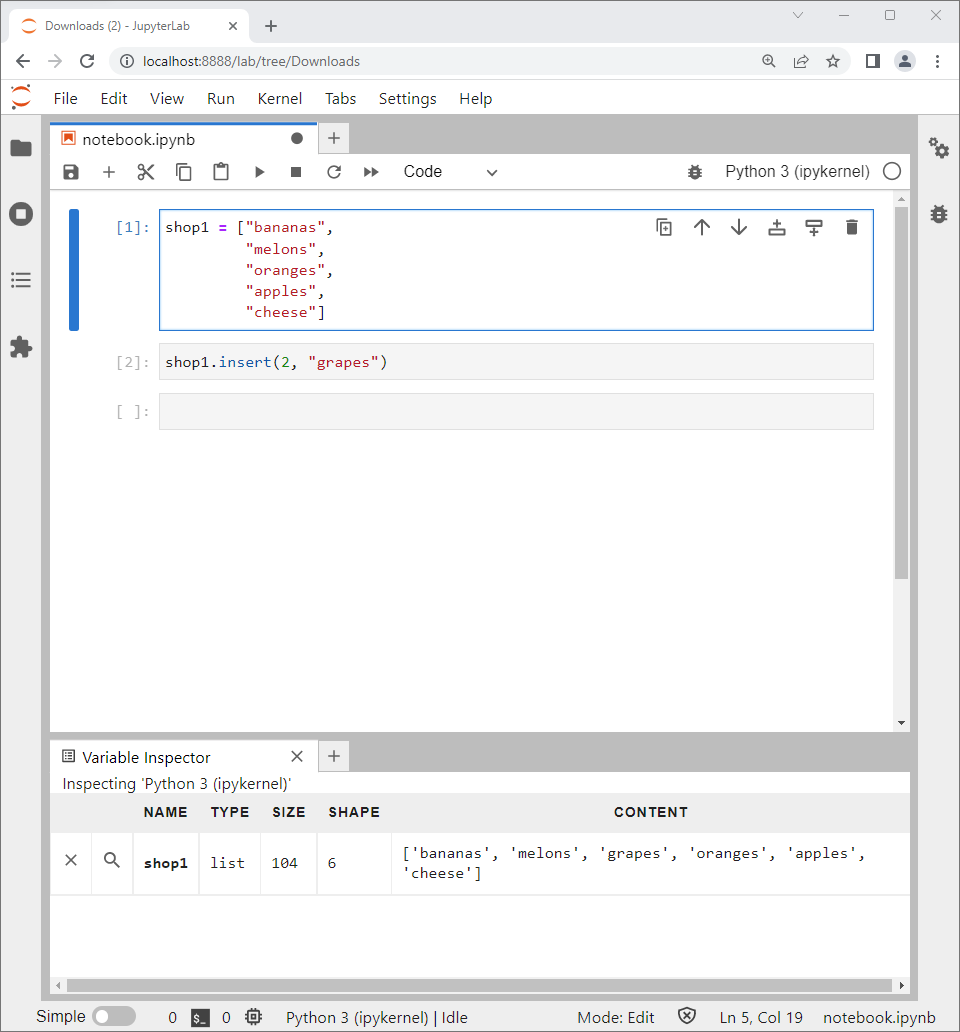 Downloads (2) - JupyterLab
localhost:8888/lab/tree/Downloads
File Edit View Run Kernel Tabs Settings Help
notebook.ipynb
Code Python 3 (ipykernel)
[1]: shop1 = ["bananas",
"melons",
"oranges",
"apples",
"cheese"]
[2]: shop1.insert(2, "grapes")
[ ]:
Variable Inspector
Inspecting 'Python 3 (ipykernel)'
NAME TYPE SIZE SHAPE CONTENT
shop1 list 104 6 ['bananas', 'melons', 'grapes', 'oranges', 'apples',
'cheese']
Simple 0 $_ 0 Python 3 (ipykernel) | Idle Mode: Edit Ln 5, Col 19 notebook.ipynb